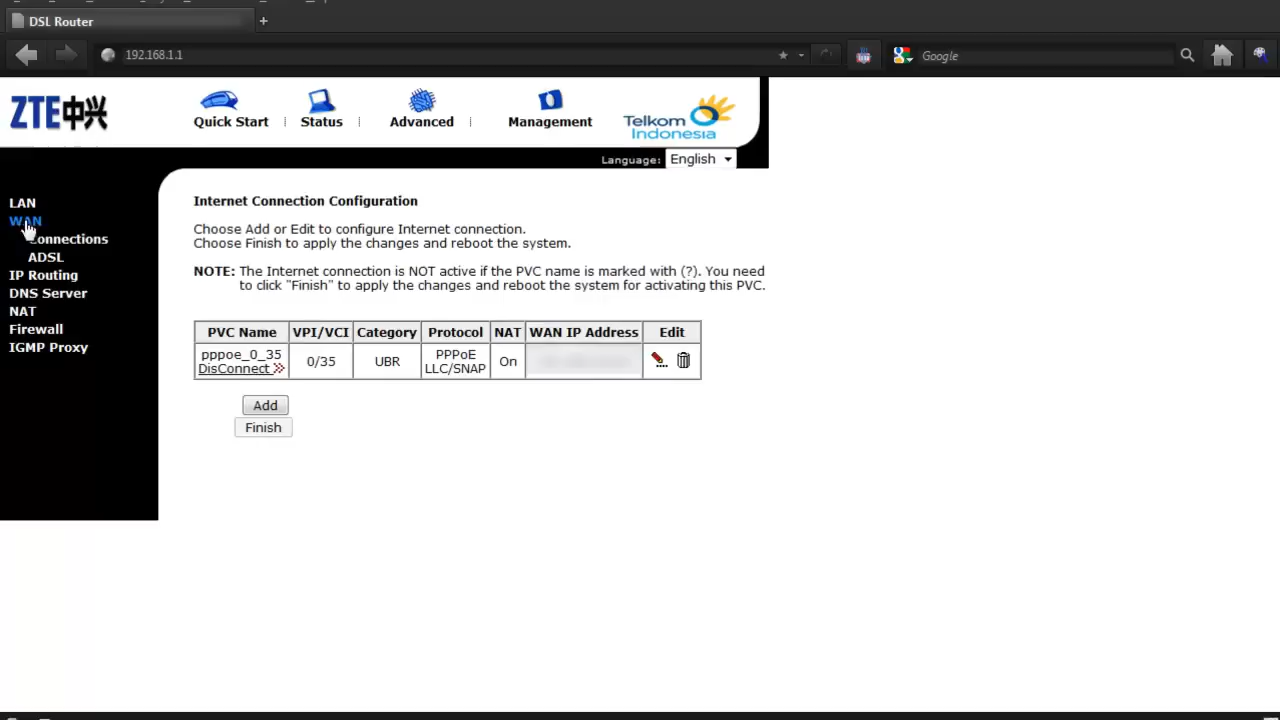 DSL Router
+
192.168.1.1
Google
ZTE中兴
Quick Start
Status
Advanced
Management
Telkom
Indonesia
Language: English
LAN
WAN
Connections
ADSL
IP Routing
DNS Server
NAT
Firewall
IGMP Proxy
Internet Connection Configuration
Choose Add or Edit to configure Internet connection.
Choose Finish to apply the changes and reboot the system.
NOTE: The Internet connection is NOT active if the PVC name is marked with (?). You need
to click "Finish" to apply the changes and reboot the system for activating this PVC.
PVC Name VPI/VCI Category Protocol NAT WAN IP Address Edit
pppoe_0_35
DisConnect
0/35
UBR
PPPoE
LLC/SNAP
On
Add
Finish